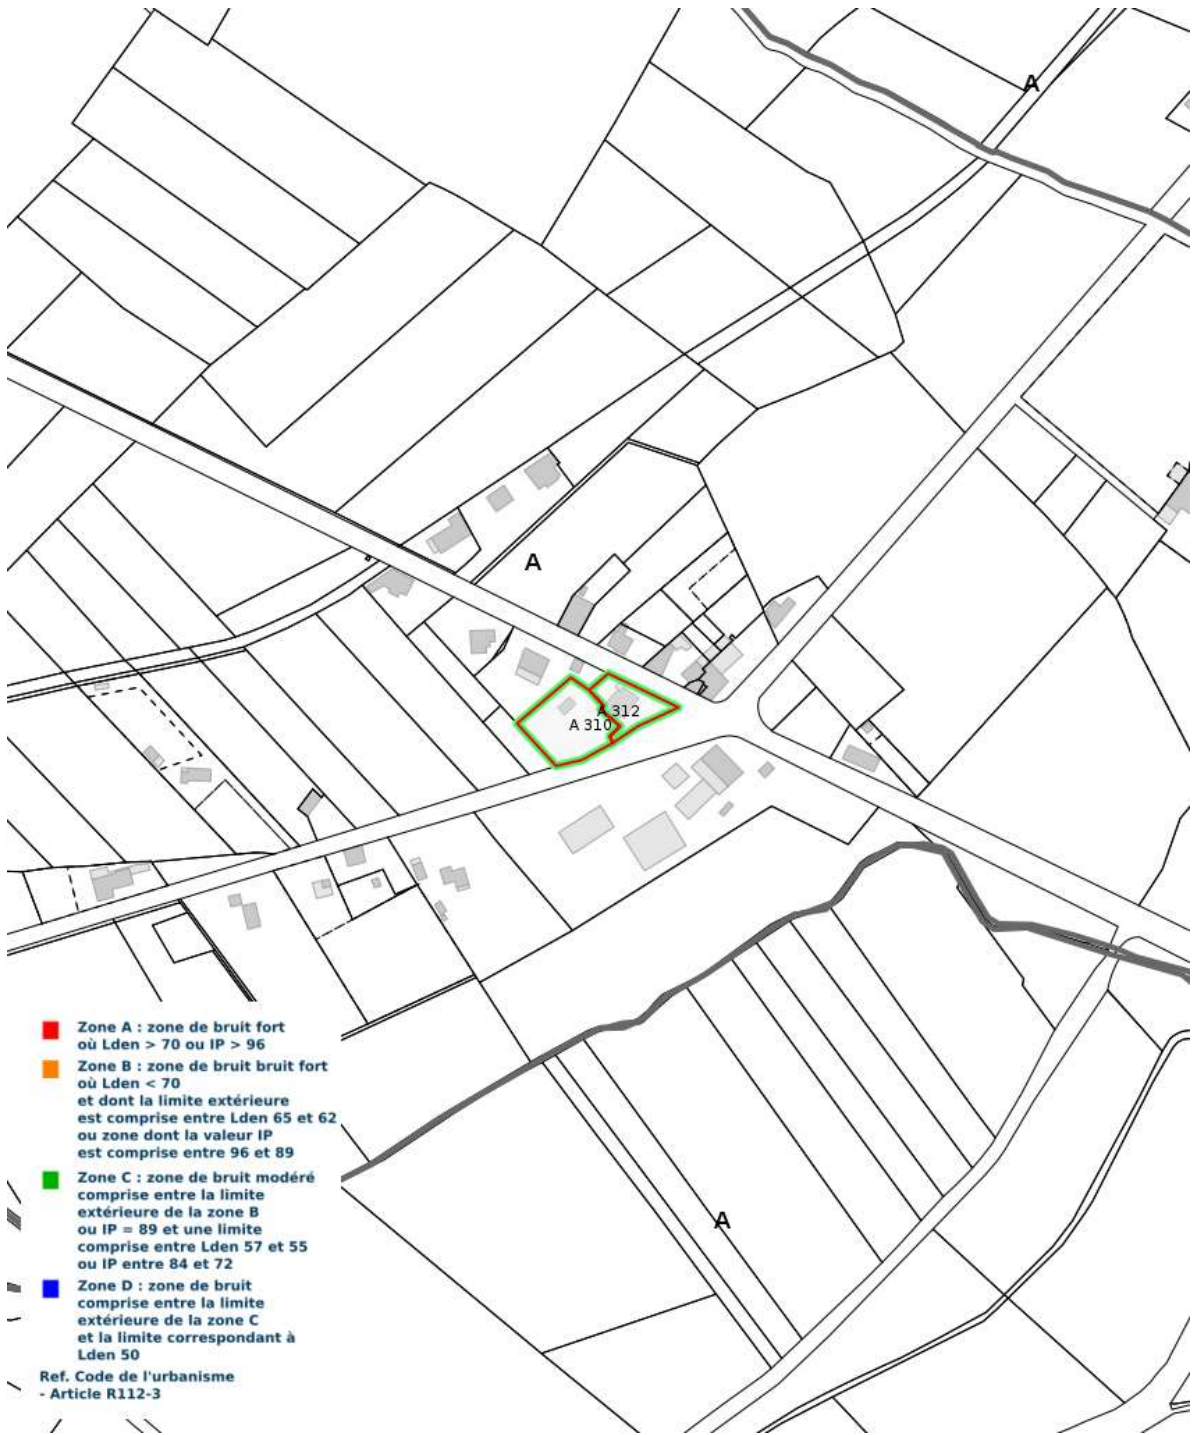 A
A
A 312
A 310
A
Zone A : zone de bruit fort
où Lden > 70 ou IP > 96
Zone B : zone de bruit bruit fort
où Lden < 70
et dont la limite extérieure
est comprise entre Lden 65 et 62
ou zone dont la valeur IP
est comprise entre 96 et 89
Zone C : zone de bruit modéré
comprise entre la limite
extérieure de la zone B
ou IP = 89 et une limite
comprise entre Lden 57 et 55
ou IP entre 84 et 72
Zone D : zone de bruit
comprise entre la limite
extérieure de la zone C
et la limite correspondant à
Lden 50
Ref. Code de l'urbanisme
- Article R112-3